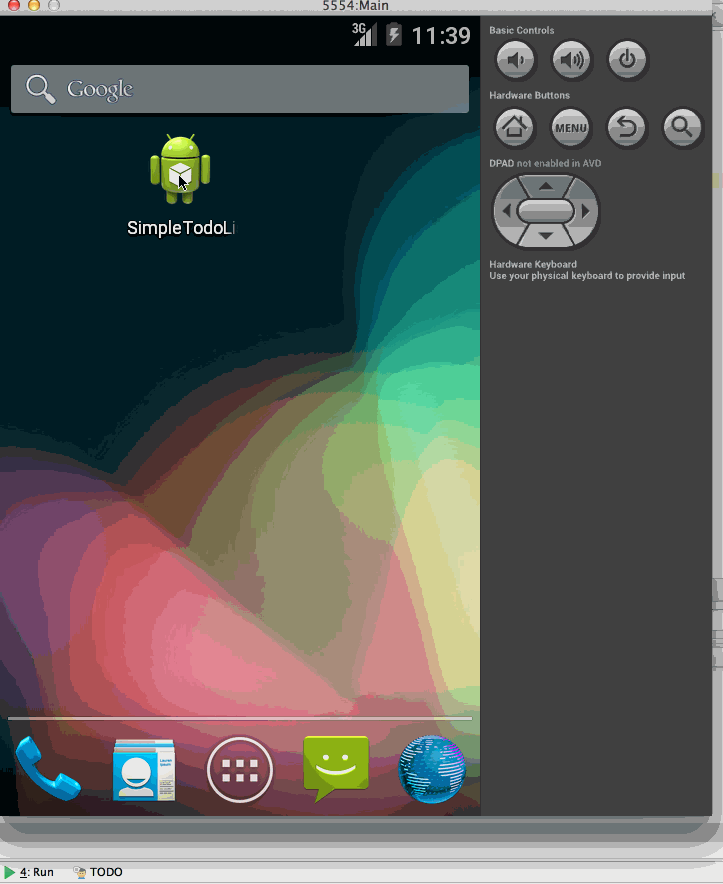 5554:Main
3G
11:39
Google
SimpleTodoLi
Basic Controls
Hardware Buttons
MENU
DPAD not enabled in AVD
Hardware Keyboard
Use your physical keyboard to provide input
4: Run
TODO